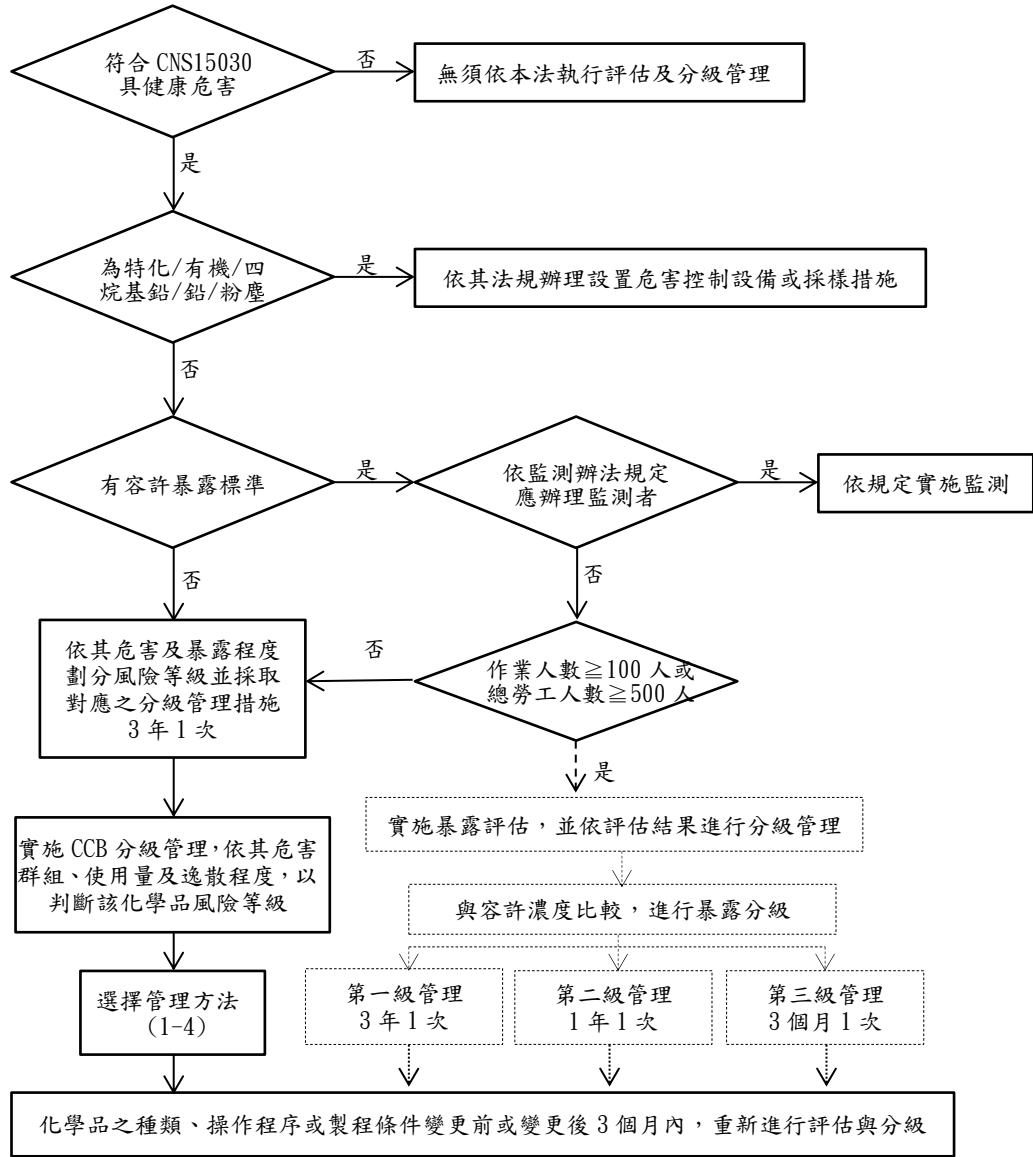 符合 CNS15030
具健康危害
否
無須依本法執行評估及分級管理
是
為特化/有機/四
烷基鉛/鉛/粉塵
是
依其法規辦理設置危害控制設備或採樣措施
否
有容許暴露標準
是
依監測辦法規定
應辦理監測者
是
依規定實施監測
否
否
依其危害及暴露程度
劃分風險等級並採取
對應之分級管理措施
3 年 1 次
否
作業人數≧100 人或
總勞工人數≧500 人
是
實施暴露評估，並依評估結果進行分級管理
實施 CCB 分級管理，依其危害
群組、使用量及逸散程度，以
判斷該化學品風險等級
與容許濃度比較，進行暴露分級
選擇管理方法
(1-4)
第一級管理
3 年 1 次
第二級管理
1 年 1 次
第三級管理
3 個月 1 次
化學品之種類、操作程序或製程條件變更前或變更後 3 個月內，重新進行評估與分級